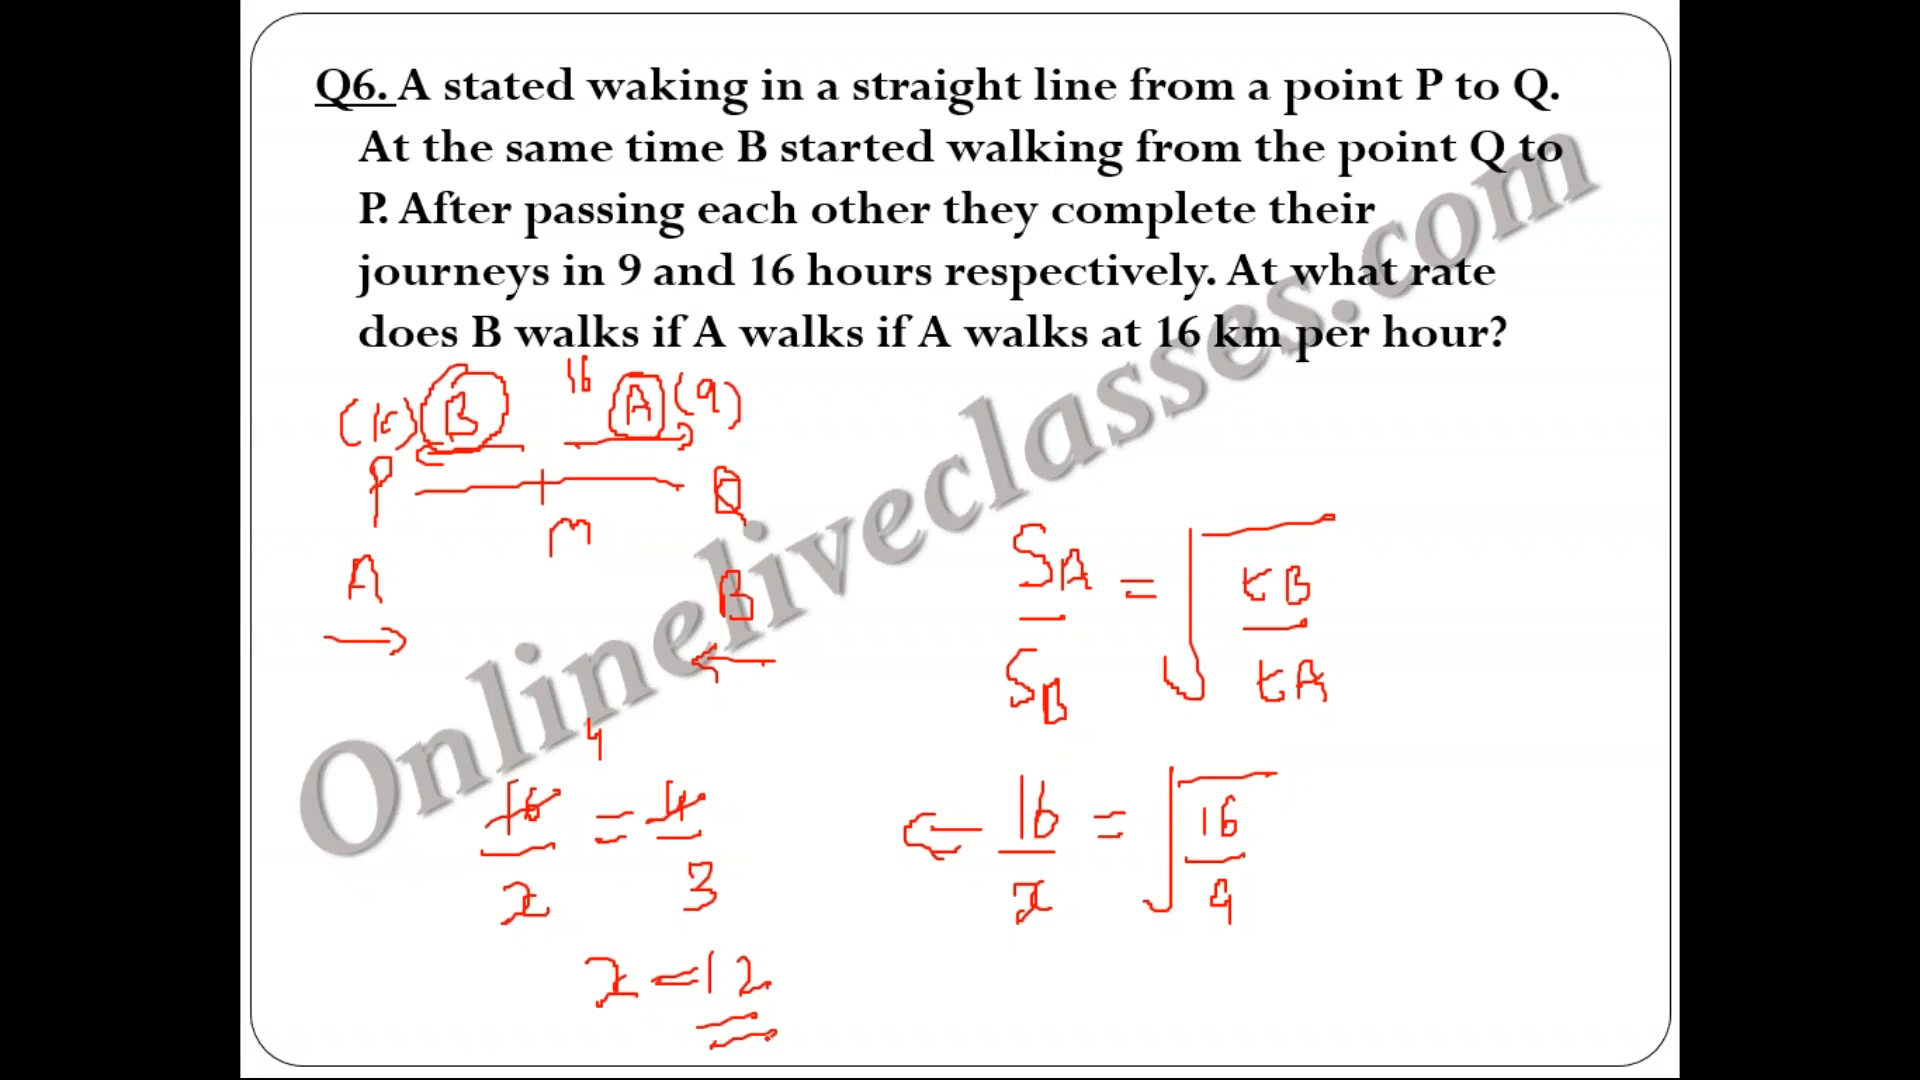 Q6. A stated waking in a straight line from a point P to Q.
At the same time B started walking from the point Q to
P. After passing each other they complete their
journeys in 9 and 16 hours respectively. At what rate
does B walks if A walks if A walks at 16 km per hour?
Onlineliveclasses.com
(16) B 16 A (9)
P Q
M
A B
SA = √ tB
SB tA
4
16 = 4 ← 16 = √ 16
x 3 x 9
x = 12